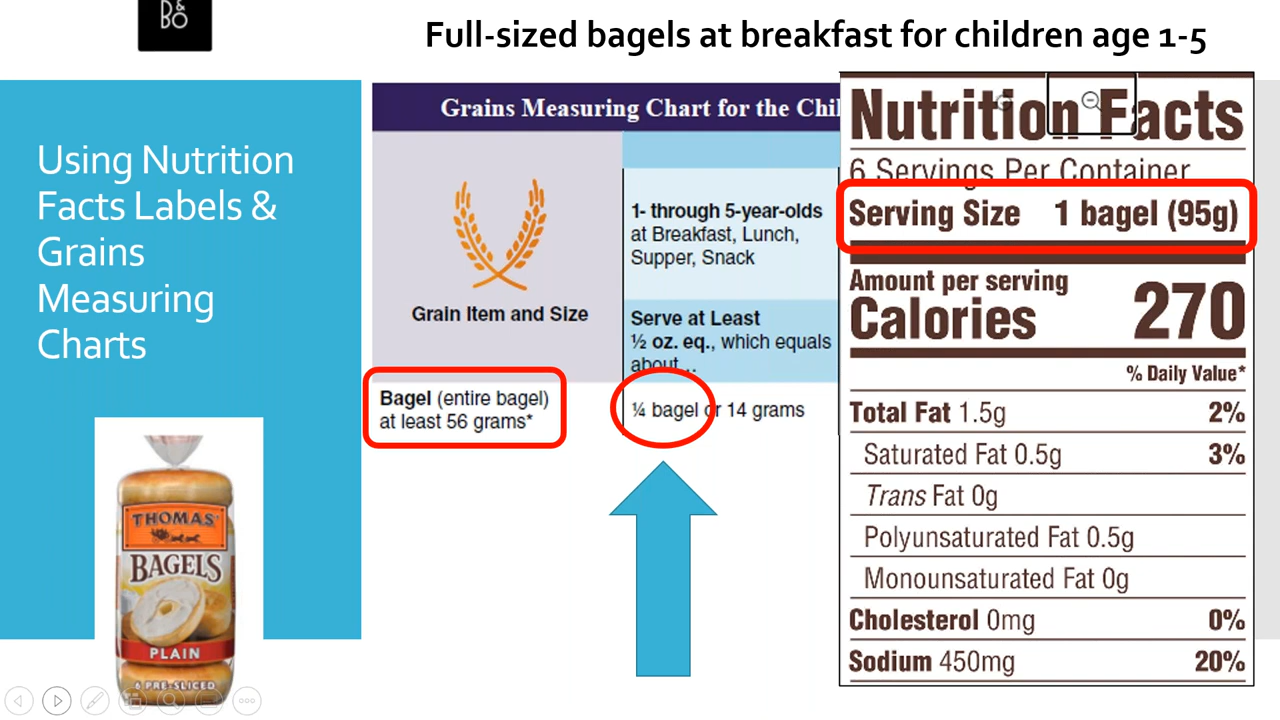 B&
BO
Full-sized bagels at breakfast for children age 1-5
Using Nutrition
Facts Labels &
Grains
Measuring
Charts
Grains Measuring Chart for the Chil
Grain Item and Size
1- through 5-year-olds
at Breakfast, Lunch,
Supper, Snack
Serve at Least
½ oz. eq., which equals
about...
Bagel (entire bagel)
at least 56 grams*
¼ bagel or 14 grams
Nutrition Facts
6 Servings Per Container
Serving Size 1 bagel (95g)
Amount per serving
Calories 270
% Daily Value*
Total Fat 1.5g 2%
Saturated Fat 0.5g 3%
Trans Fat 0g
Polyunsaturated Fat 0.5g
Monounsaturated Fat 0g
Cholesterol 0mg 0%
Sodium 450mg 20%
THOMAS'
BAGELS
PLAIN
6 PRE-SLICED